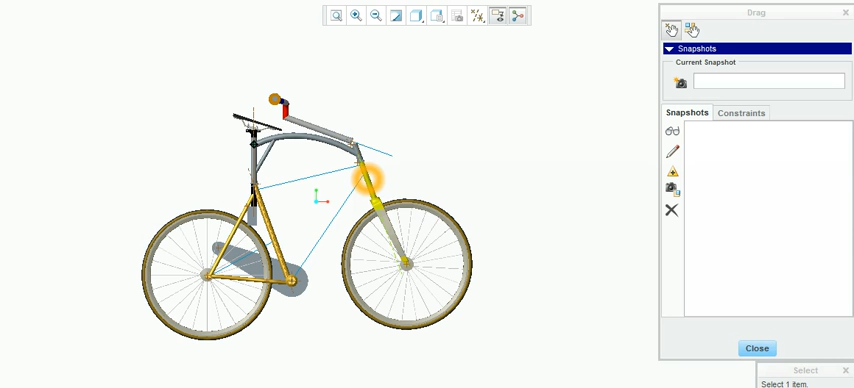 Drag
Snapshots
Current Snapshot
Snapshots
Constraints
Close
Select
Select 1 item.